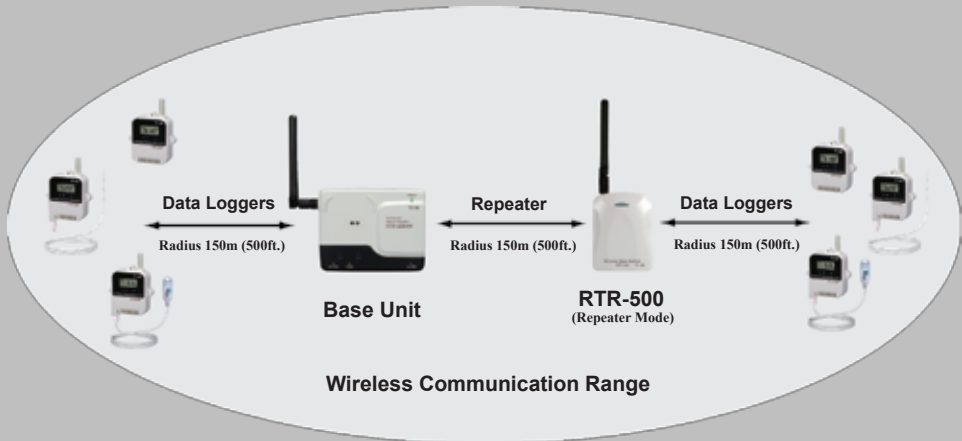 Data Loggers
Radius 150m (500ft.)
Repeater
Radius 150m (500ft.)
Data Loggers
Radius 150m (500ft.)
Base Unit
RTR-500
(Repeater Mode)
Wireless Communication Range